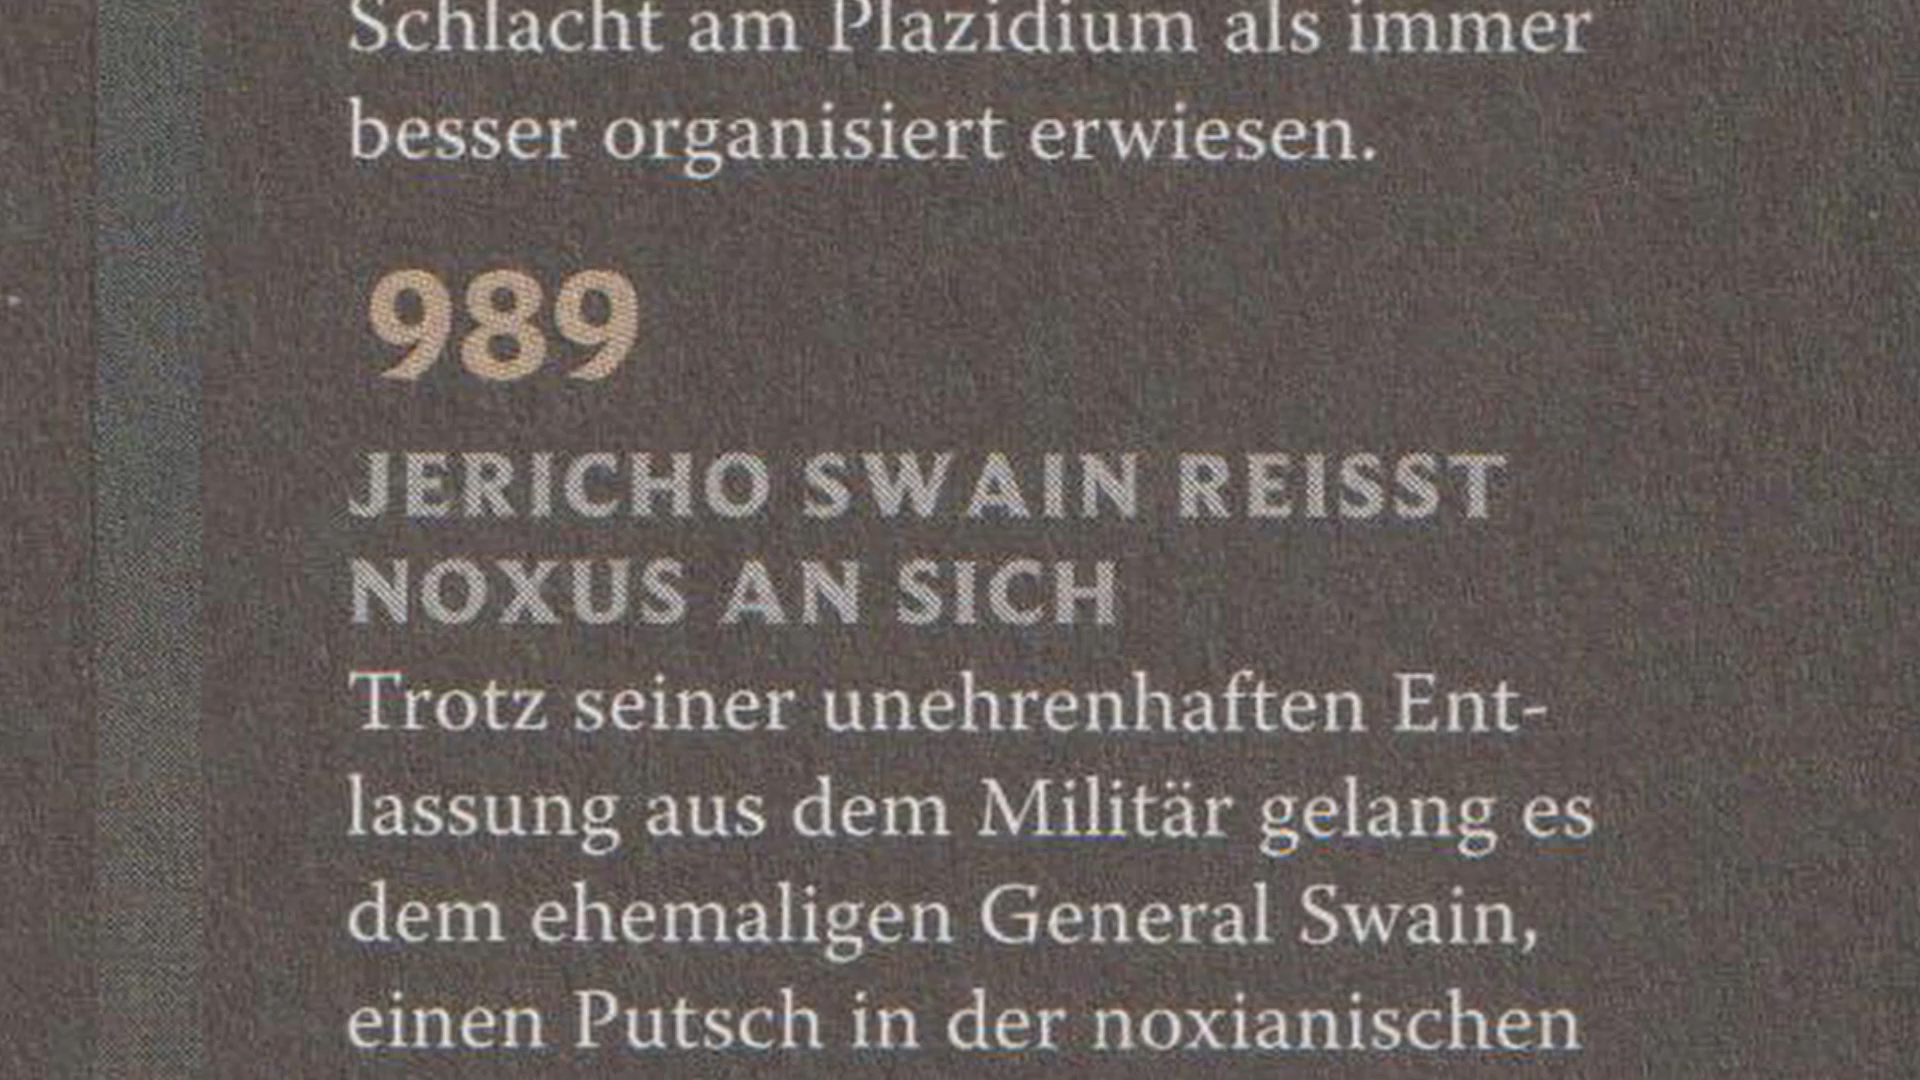 Schlacht am Plazidium als immer
besser organisiert erwiesen.
989
JERICHO SWAIN REISST
NOXUS AN SICH
Trotz seiner unehrenhaften Ent-
lassung aus dem Militär gelang es
dem ehemaligen General Swain,
einen Putsch in der noxianischen